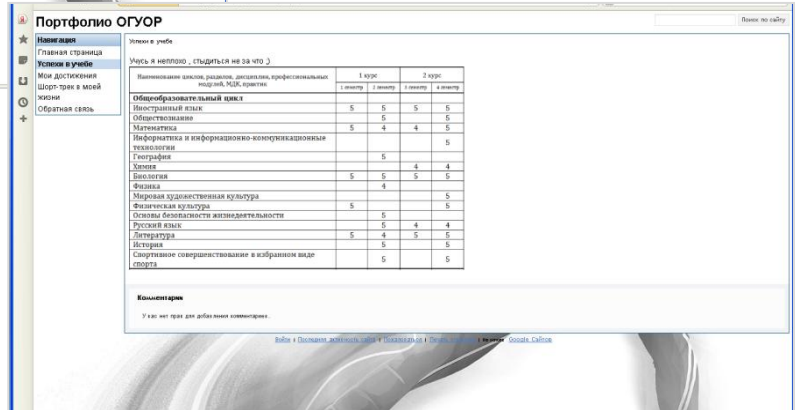 Портфолио ОГУОР
Поиск по сайту
Навигация
Главная страница
Успехи в учебе
Мои достижения
Шорт-трек в моей
жизни
Обратная связь
Успехи в учебе
Учусь я неплохо , стыдиться не за что ;)
Наименование циклов, разделов, дисциплин, профессиональных
модулей, МДК, практик
1 курс 2 курс
1 семестр 2 семестр 3 семестр 4 семестр
Общеобразовательный цикл
Иностранный язык 5 5 5 5
Обществознание 5 5
Математика 5 4 4 5
Информатика и информационно-коммуникационные
технологии 5
География 5
Химия 4 4
Биология 5 5 5 5
Физика 4
Мировая художественная культура 5
Физическая культура 5 5
Основы безопасности жизнедеятельности 5
Русский язык 5 4 4
Литература 5 4 5 5
История 5 5
Спортивное совершенствование в избранном виде
спорта 5 5
Комментарии
У вас нет прав для добавления комментариев.
Войти | Последние | Пожаловаться | Google Сайтов